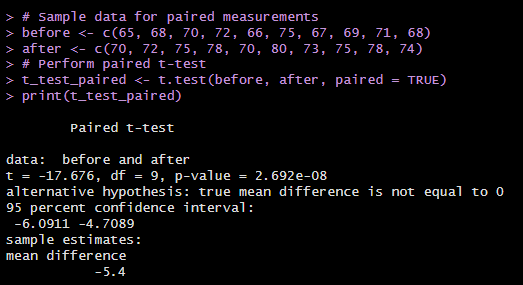 > # Sample data for paired measurements
> before <- c(65, 68, 70, 72, 66, 75, 67, 69, 71, 68)
> after <- c(70, 72, 75, 78, 70, 80, 73, 75, 78, 74)
> # Perform paired t-test
> t_test_paired <- t.test(before, after, paired = TRUE)
> print(t_test_paired)
Paired t-test
data:  before and after
t = -17.676, df = 9, p-value = 2.692e-08
alternative hypothesis: true mean difference is not equal to 0
95 percent confidence interval:
-6.0911 -4.7089
sample estimates:
mean difference
-5.4